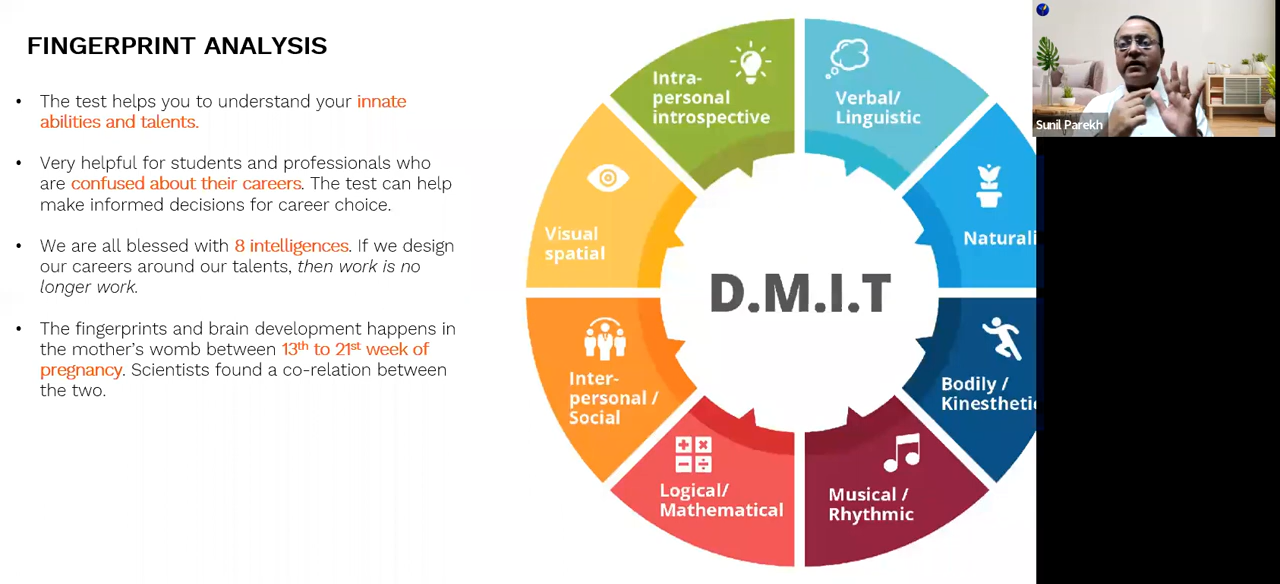 FINGERPRINT ANALYSIS
• The test helps you to understand your innate
abilities and talents.
• Very helpful for students and professionals who
are confused about their careers. The test can help
make informed decisions for career choice.
• We are all blessed with 8 intelligences. If we design
our careers around our talents, then work is no
longer work.
• The fingerprints and brain development happens in
the mother's womb between 13th to 21st week of
pregnancy. Scientists found a co-relation between
the two.
Intra-
personal
introspective
Verbal/
Linguistic
Naturali
Bodily /
Kinesthetic
Musical /
Rhythmic
Logical/
Mathematical
Inter-
personal /
Social
Visual
spatial
D.M.I.T
Sunil Parekh